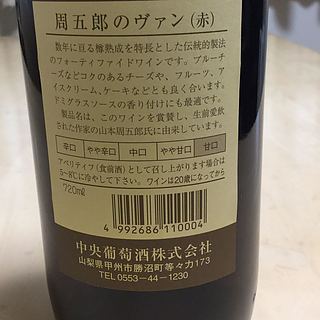 周五郎のヴァン(赤)
数年に亘る樽熟成を特長とした伝統的製法
のフォーティファイドワインです。ブルーチ
ーズなどコクのあるチーズや、フルーツ、ア
イスクリーム、ケーキなどとも良く合います。
ドミグラスソースの香り付けにも最適です。
製品名は、このワインを賞賛し、生前愛飲
された作家の山本周五郎氏に由来しています。
辛口 やや辛口 中口 やや甘口 甘口
アペリティフ(食前酒)として召し上がります場合は
5~8℃に冷やして下さい。ワインは20歳になってから
720ml
4 992686 110004
中央葡萄酒株式会社
山梨県甲州市勝沼町等々力173
TEL 0553-44-1230